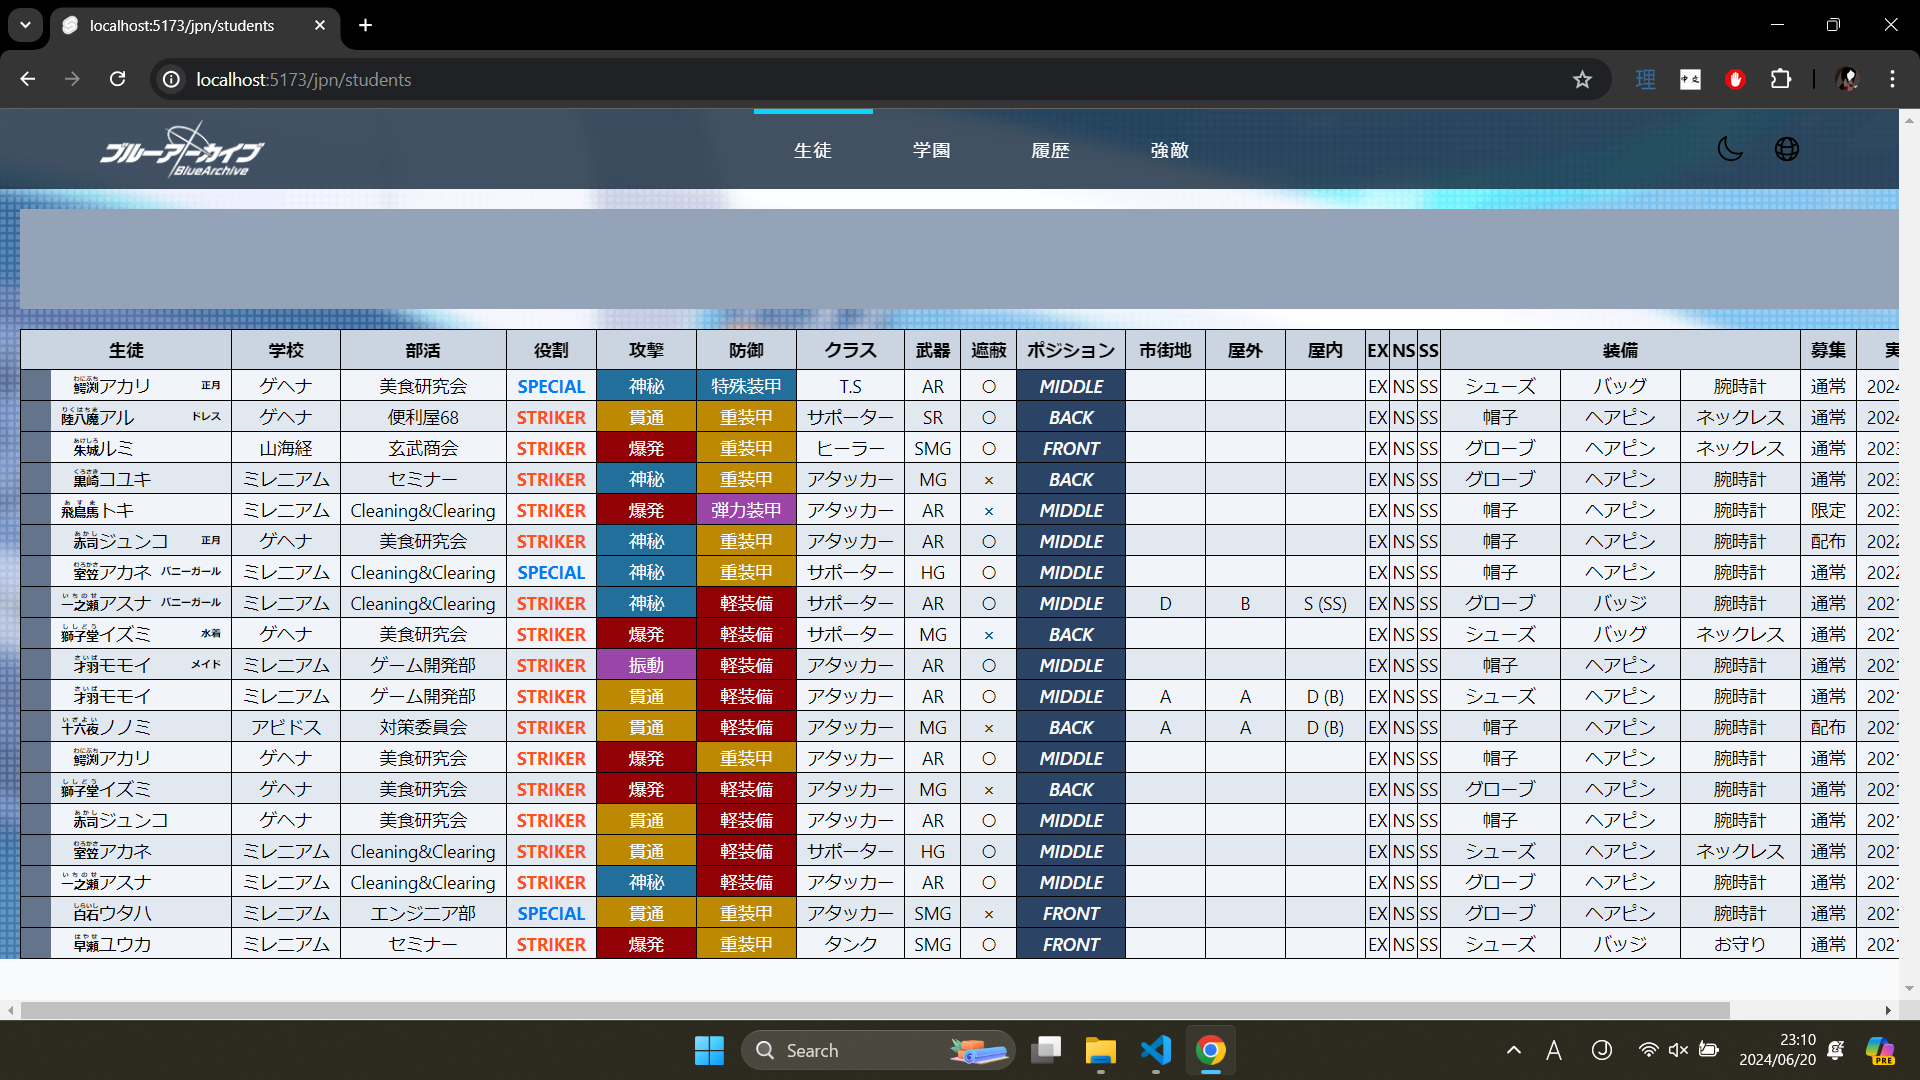 localhost:5173/jpn/students
localhost:5173/jpn/students
理 中文
ブルーアーカイブ
BlueArchive
生徒 学園 履歴 強敵
生徒 学校 部活 役割 攻撃 防御 クラス 武器 遮蔽 ポジション 市街地 屋外 屋内 EX NS SS 装備 募集 実
鰐渕アカリ 正月 ゲヘナ 美食研究会 SPECIAL 神秘 特殊装甲 T.S AR ○ MIDDLE EX NS SS シューズ バッグ 腕時計 通常 2024
陸八魔アル ドレス ゲヘナ 便利屋68 STRIKER 貫通 重装甲 サポーター SR ○ BACK EX NS SS 帽子 ヘアピン ネックレス 通常 2024
朱城ルミ 山海経 玄武商会 STRIKER 爆発 重装甲 ヒーラー SMG ○ FRONT EX NS SS グローブ ヘアピン ネックレス 通常 2023
黒崎コユキ ミレニアム セミナー STRIKER 神秘 重装甲 アタッカー MG × BACK EX NS SS グローブ ヘアピン 腕時計 通常 2023
飛鳥馬トキ ミレニアム Cleaning&Clearing STRIKER 爆発 弾力装甲 アタッカー AR × MIDDLE EX NS SS 帽子 ヘアピン 腕時計 限定 2023
赤司ジュンコ 正月 ゲヘナ 美食研究会 STRIKER 神秘 重装甲 アタッカー AR ○ MIDDLE EX NS SS 帽子 ヘアピン 腕時計 配布 2022
室笠アカネ バニーガール ミレニアム Cleaning&Clearing SPECIAL 神秘 重装甲 サポーター HG ○ MIDDLE EX NS SS 帽子 ヘアピン 腕時計 通常 2022
一之瀬アスナ バニーガール ミレニアム Cleaning&Clearing STRIKER 神秘 軽装備 サポーター AR ○ MIDDLE D B S (SS) EX NS SS グローブ バッジ 腕時計 通常 2021
獅子堂イズミ 水着 ゲヘナ 美食研究会 STRIKER 爆発 軽装備 サポーター MG × BACK EX NS SS シューズ バッグ ネックレス 通常 2021
才羽モモイ メイド ミレニアム ゲーム開発部 STRIKER 振動 軽装備 アタッカー AR ○ MIDDLE EX NS SS 帽子 ヘアピン 腕時計 通常 2021
才羽モモイ ミレニアム ゲーム開発部 STRIKER 貫通 軽装備 アタッカー AR ○ MIDDLE A A D (B) EX NS SS シューズ ヘアピン 腕時計 通常 2021
十六夜ノノミ アビドス 対策委員会 STRIKER 貫通 軽装備 アタッカー MG × BACK A A D (B) EX NS SS 帽子 ヘアピン 腕時計 配布 2021
鰐渕アカリ ゲヘナ 美食研究会 STRIKER 爆発 重装甲 アタッカー AR ○ MIDDLE EX NS SS 帽子 ヘアピン 腕時計 通常 2021
獅子堂イズミ ゲヘナ 美食研究会 STRIKER 爆発 軽装備 アタッカー MG × BACK EX NS SS グローブ ヘアピン 腕時計 通常 2021
赤司ジュンコ ゲヘナ 美食研究会 STRIKER 貫通 軽装備 アタッカー AR ○ MIDDLE EX NS SS 帽子 ヘアピン 腕時計 通常 2021
室笠アカネ ミレニアム Cleaning&Clearing STRIKER 貫通 軽装備 サポーター HG ○ MIDDLE EX NS SS シューズ ヘアピン ネックレス 通常 2021
一之瀬アスナ ミレニアム Cleaning&Clearing STRIKER 神秘 軽装備 アタッカー AR ○ MIDDLE EX NS SS グローブ ヘアピン 腕時計 通常 2021
白石ウタハ ミレニアム エンジニア部 SPECIAL 貫通 重装甲 アタッカー SMG × FRONT EX NS SS グローブ ヘアピン 腕時計 通常 2021
早瀬ユウカ ミレニアム セミナー STRIKER 爆発 重装甲 タンク SMG ○ FRONT EX NS SS シューズ バッジ お守り 通常 2021
Search
A
J
23:10
2024/06/20
PRE